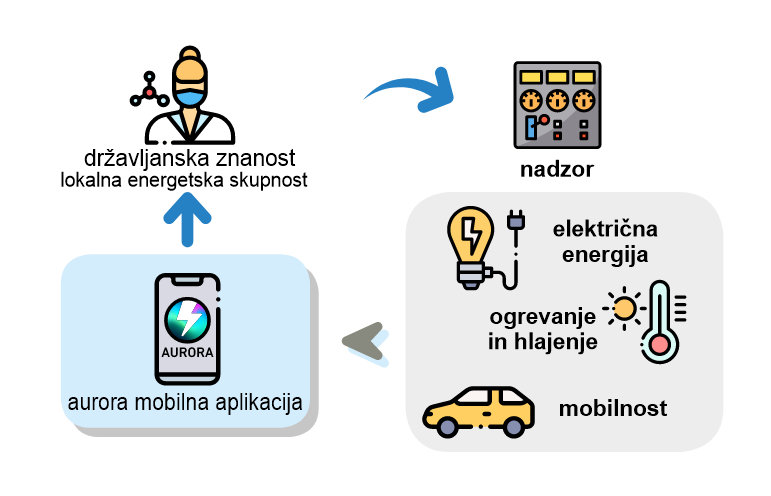 državljanska znanost
lokalna energetska skupnost
nadzor
električna
energija
ogrevanje
in hlajenje
mobilnost
AURORA
aurora mobilna aplikacija